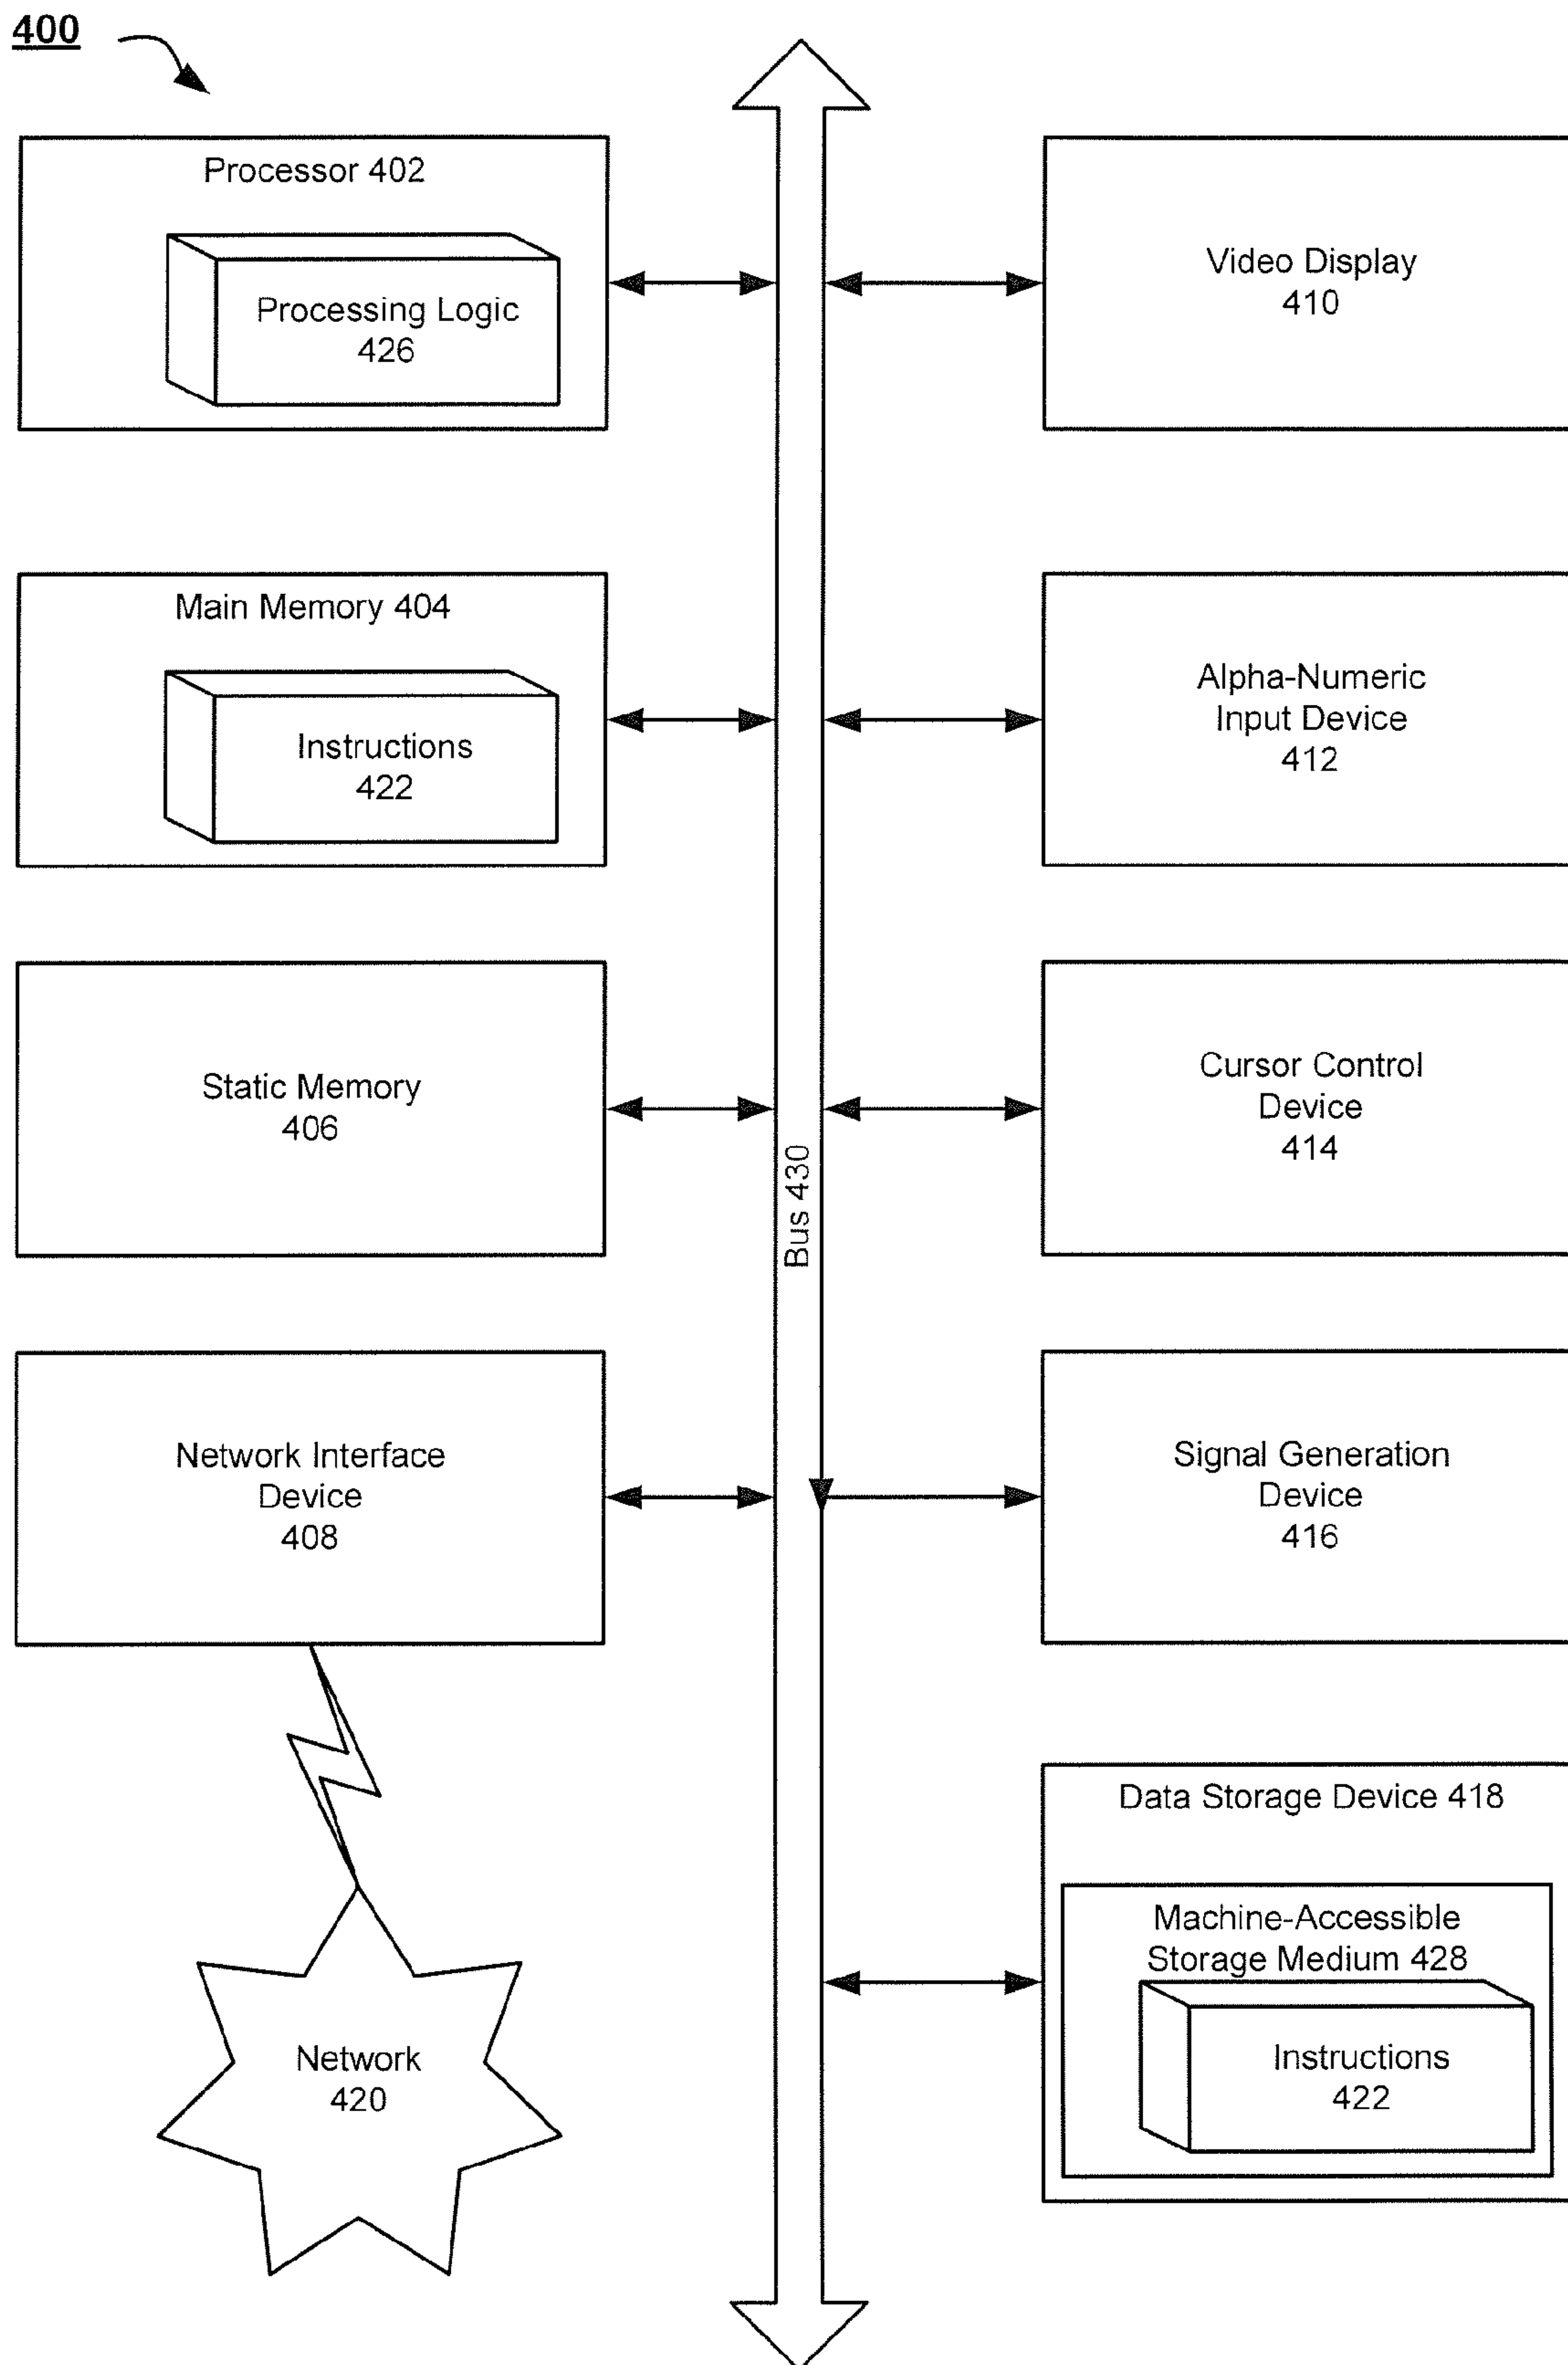 400
Processor 402
Processing Logic
426
Video Display
410
Main Memory 404
Instructions
422
Alpha-Numeric
Input Device
412
Static Memory
406
Cursor Control
Device
414
Bus 430
Network Interface
Device
408
Signal Generation
Device
416
Data Storage Device 418
Machine-Accessible
Storage Medium 428
Instructions
422
Network
420